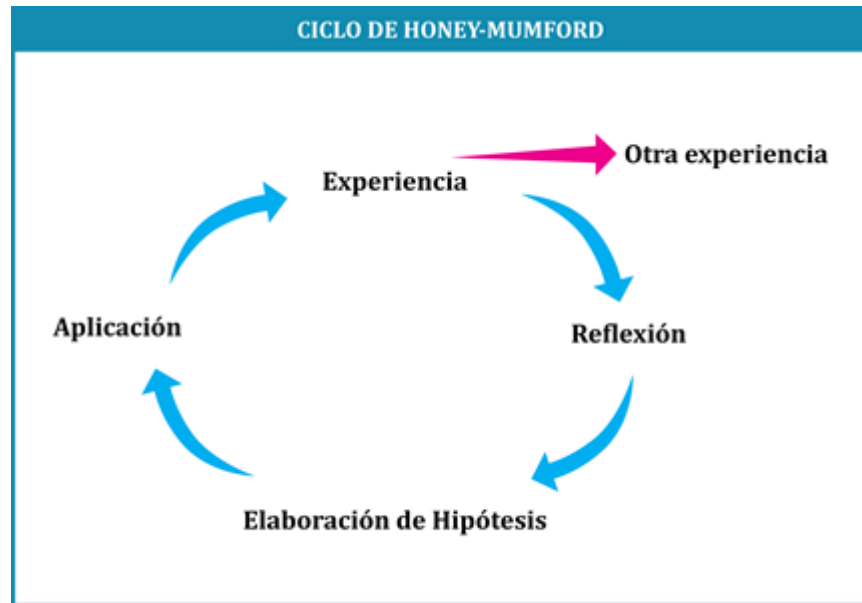 CICLO DE HONEY-MUMFORD
Otra experiencia
Experiencia
Aplicación
Reflexión
Elaboración de Hipótesis